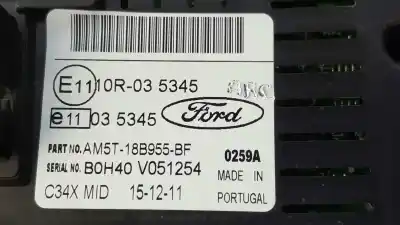 E11 10R-03 5345
e11 03 5345
Ford
PART NO. AM5T-18B955-BF
SERIAL NO. B0H40 V051254
0259A
C34X MID 15-12-11
MADE IN
PORTUGAL